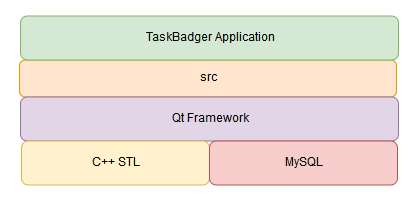 TaskBadger Application
src
Qt Framework
C++ STL
MySQL